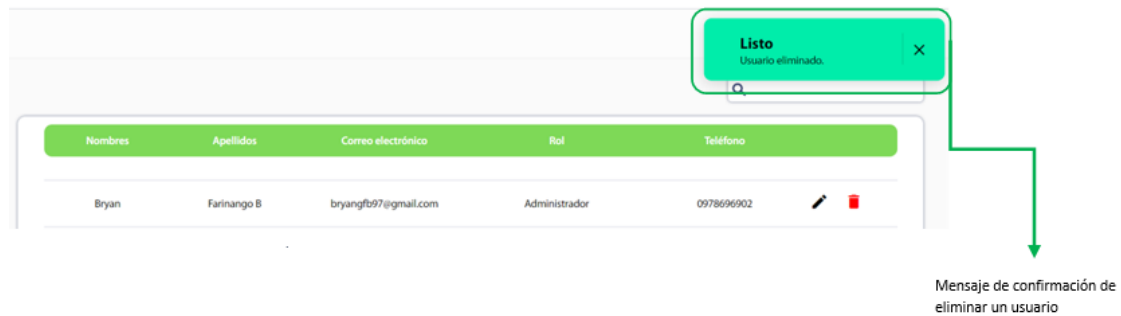 Listo
Usuario eliminado.
Nombres Apellidos Correo electrónico Rol Teléfono
Bryan Farinango B bryangfb97@gmail.com Administrador 0978696902
Mensaje de confirmación de
eliminar un usuario